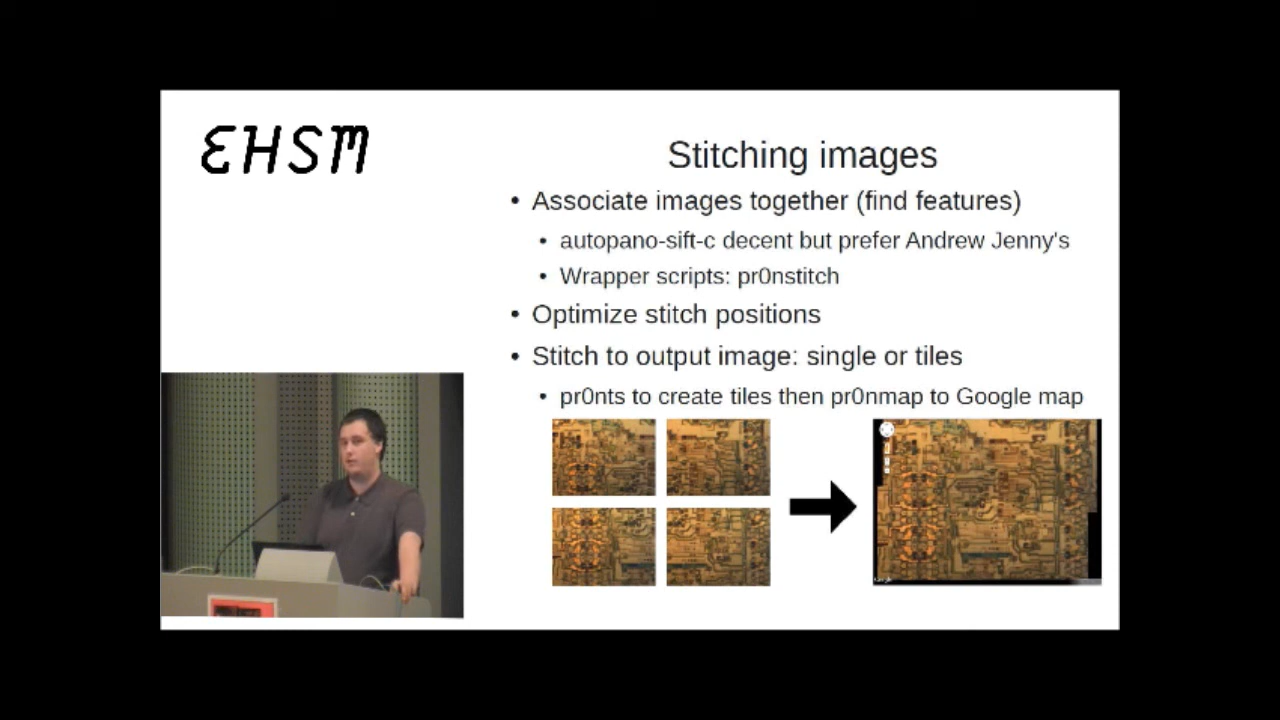 EHSM
Stitching images
• Associate images together (find features)
• autopano-sift-c decent but prefer Andrew Jenny's
• Wrapper scripts: pr0nstitch
• Optimize stitch positions
• Stitch to output image: single or tiles
• pr0nts to create tiles then pr0nmap to Google map